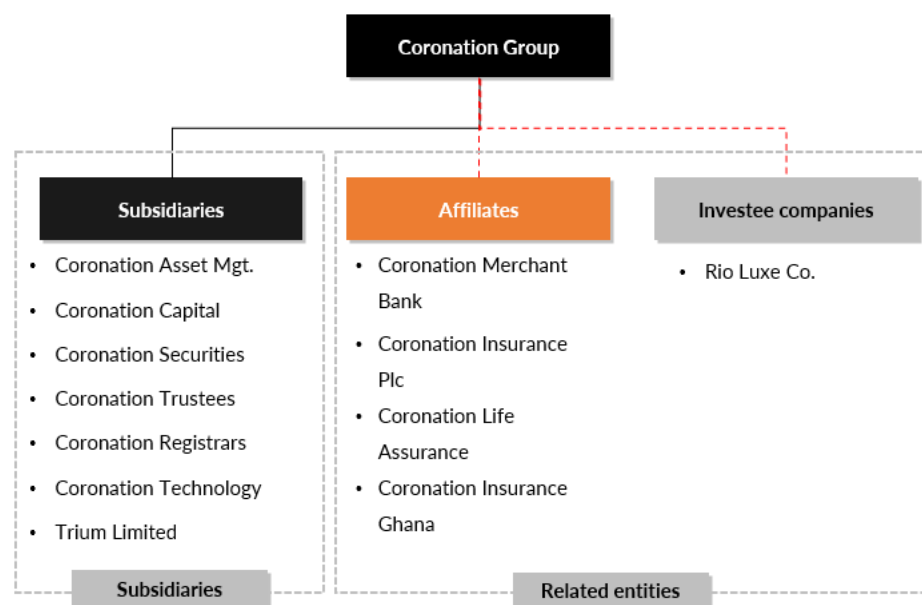 Coronation Group
Subsidiaries
• Coronation Asset Mgt.
• Coronation Capital
• Coronation Securities
• Coronation Trustees
• Coronation Registrars
• Coronation Technology
• Trium Limited
Subsidiaries
Affiliates
• Coronation Merchant
Bank
• Coronation Insurance
Plc
• Coronation Life
Assurance
• Coronation Insurance
Ghana
Investee companies
• Rio Luxe Co.
Related entities